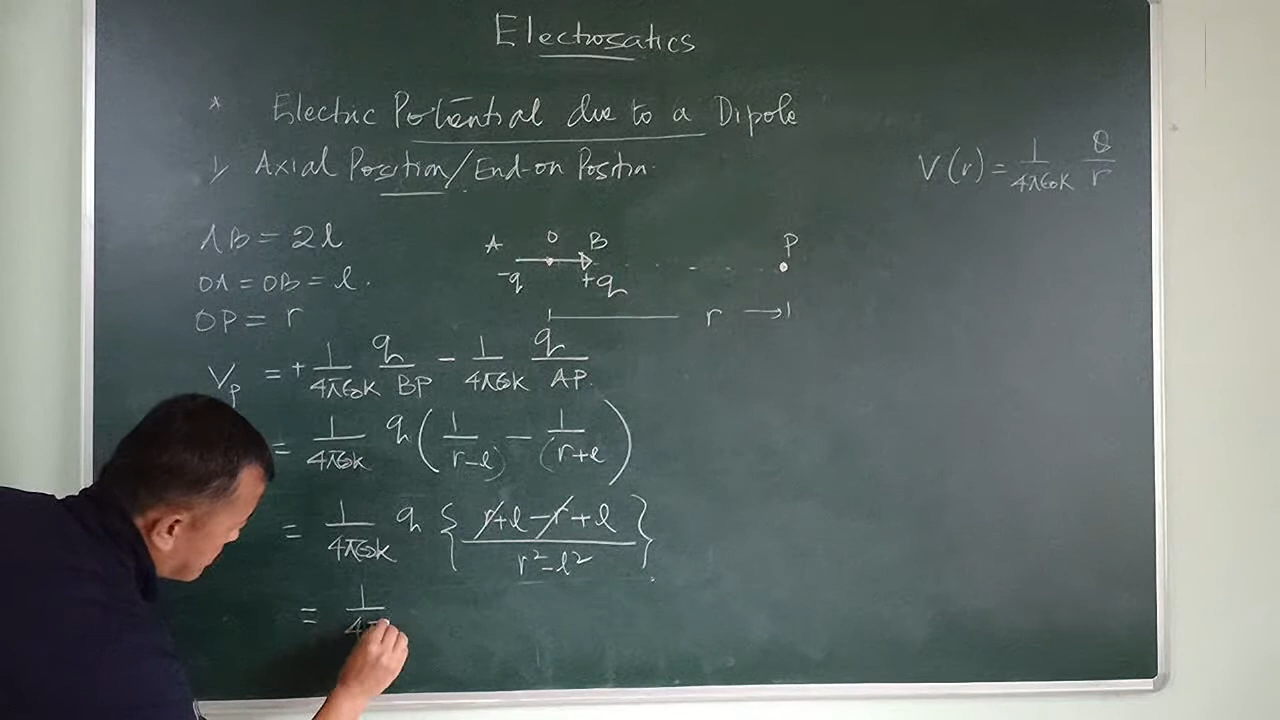 Electrosatics
* Electric Potential due to a Dipole
1) Axial Position/End-on Position.
V(r) = 1/4πϵ₀K Q/r
AB = 2l
OA = OB = l.
OP = r
A O B P
-q +q
r
Vp = + 1/4πϵ₀K q/BP - 1/4πϵ₀K q/AP.
= 1/4πϵ₀K q (1/(r-l) - 1/(r+l))
= 1/4πϵ₀K q {r+l-r+l / r²-l²}.
= 1/4π